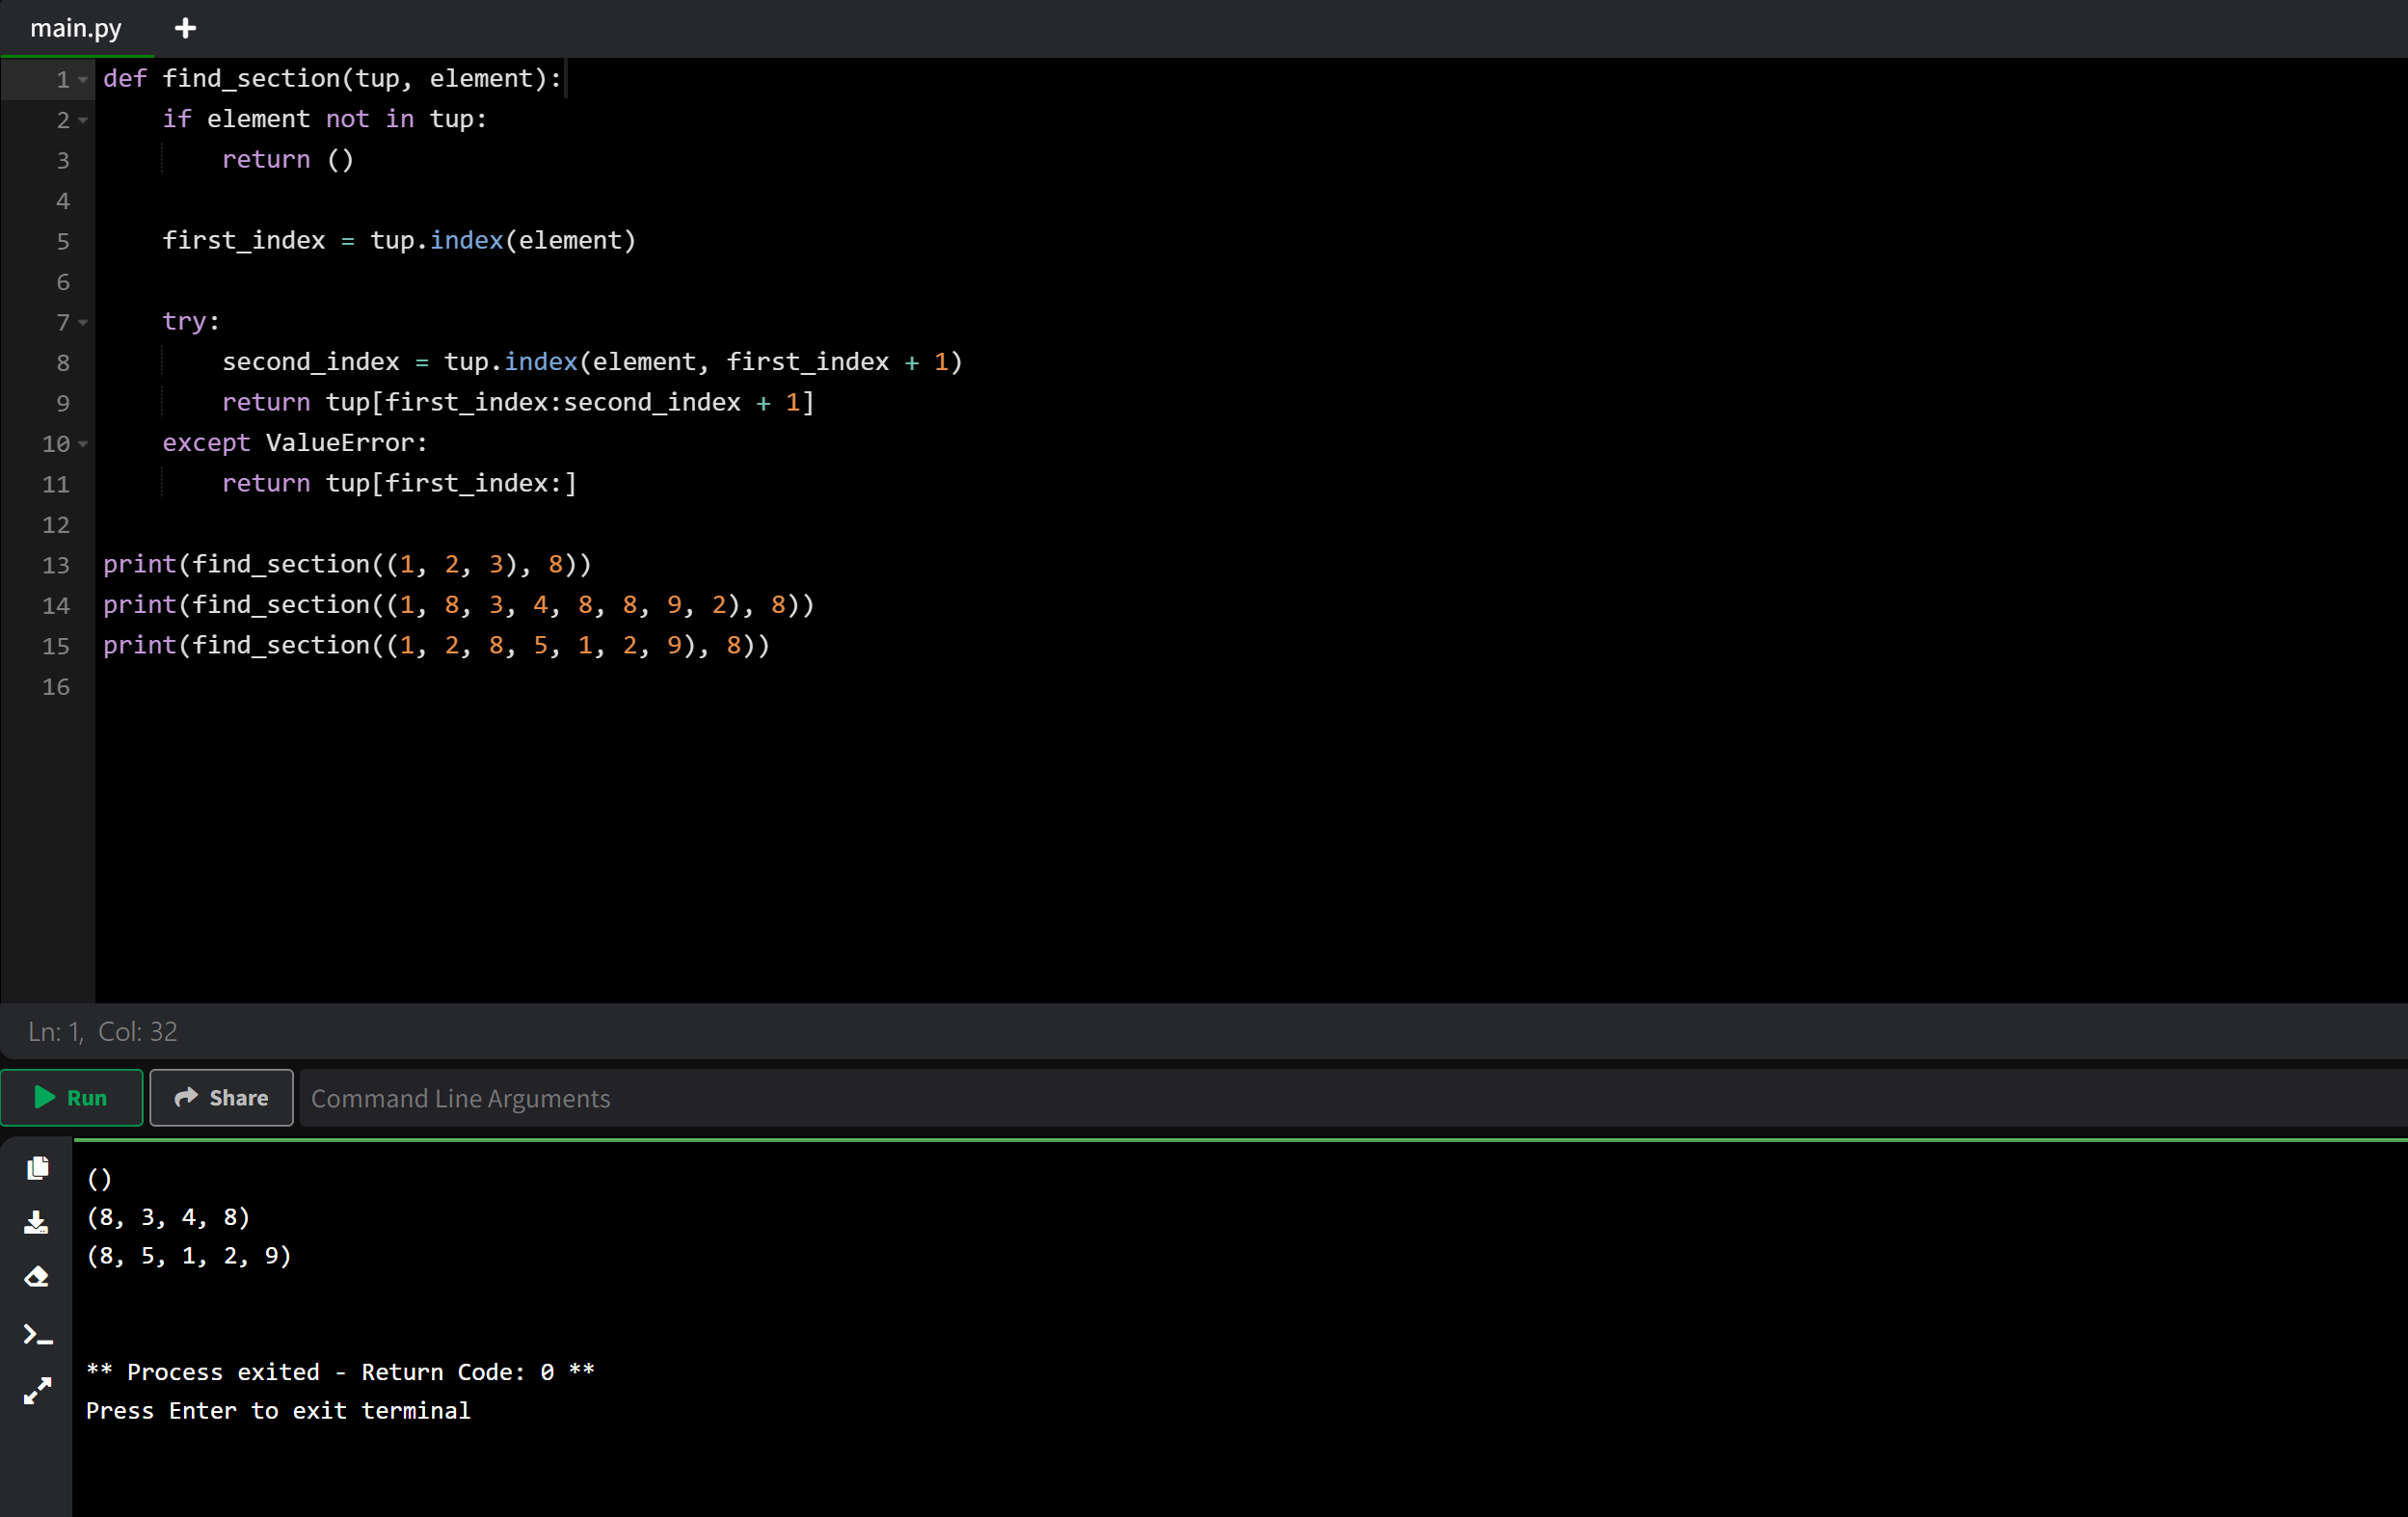 main.py +
1 def find_section(tup, element):
2     if element not in tup:
3         return ()
4
5     first_index = tup.index(element)
6
7     try:
8         second_index = tup.index(element, first_index + 1)
9         return tup[first_index:second_index + 1]
10     except ValueError:
11         return tup[first_index:]
12
13 print(find_section((1, 2, 3), 8))
14 print(find_section((1, 8, 3, 4, 8, 8, 9, 2), 8))
15 print(find_section((1, 2, 8, 5, 1, 2, 9), 8))
16
Ln: 1, Col: 32
Run Share Command Line Arguments
()
(8, 3, 4, 8)
(8, 5, 1, 2, 9)
** Process exited - Return Code: 0 **
Press Enter to exit terminal